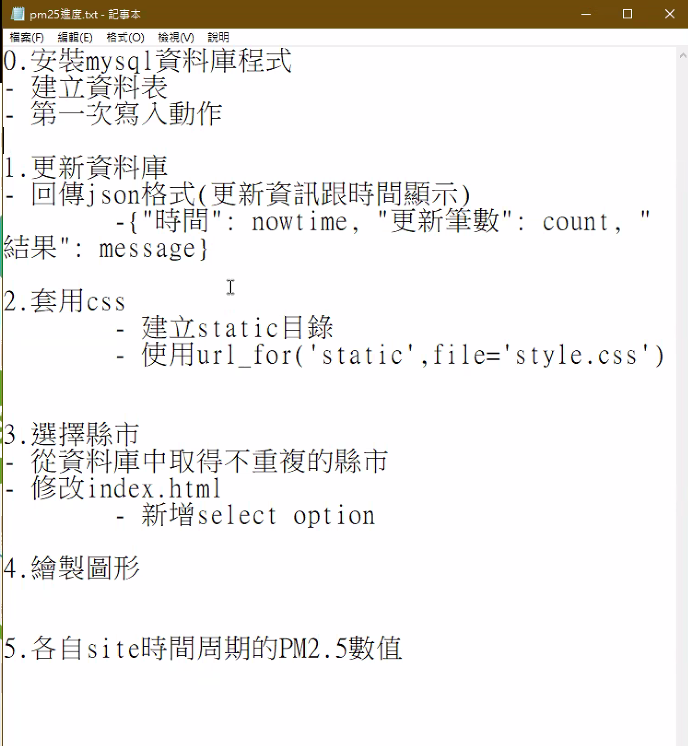 pm25進度.txt - 記事本
檔案(F) 編輯(E) 格式(O) 檢視(V) 說明
0.安裝mysql資料庫程式
- 建立資料表
- 第一次寫入動作
1.更新資料庫
- 回傳json格式(更新資訊跟時間顯示)
-{"時間": nowtime, "更新筆數": count, "
結果": message}
2.套用css
- 建立static目錄
- 使用url_for('static',file='style.css')
3.選擇縣市
- 從資料庫中取得不重複的縣市
- 修改index.html
- 新增select option
4.繪製圖形
5.各自site時間周期的PM2.5數值